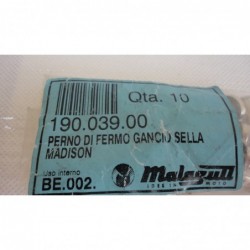 Qta. 10
190.039.00
PERNO DI FERMO GANCIO SELLA
MADISON
Uso interno
BE.002.
malaguti